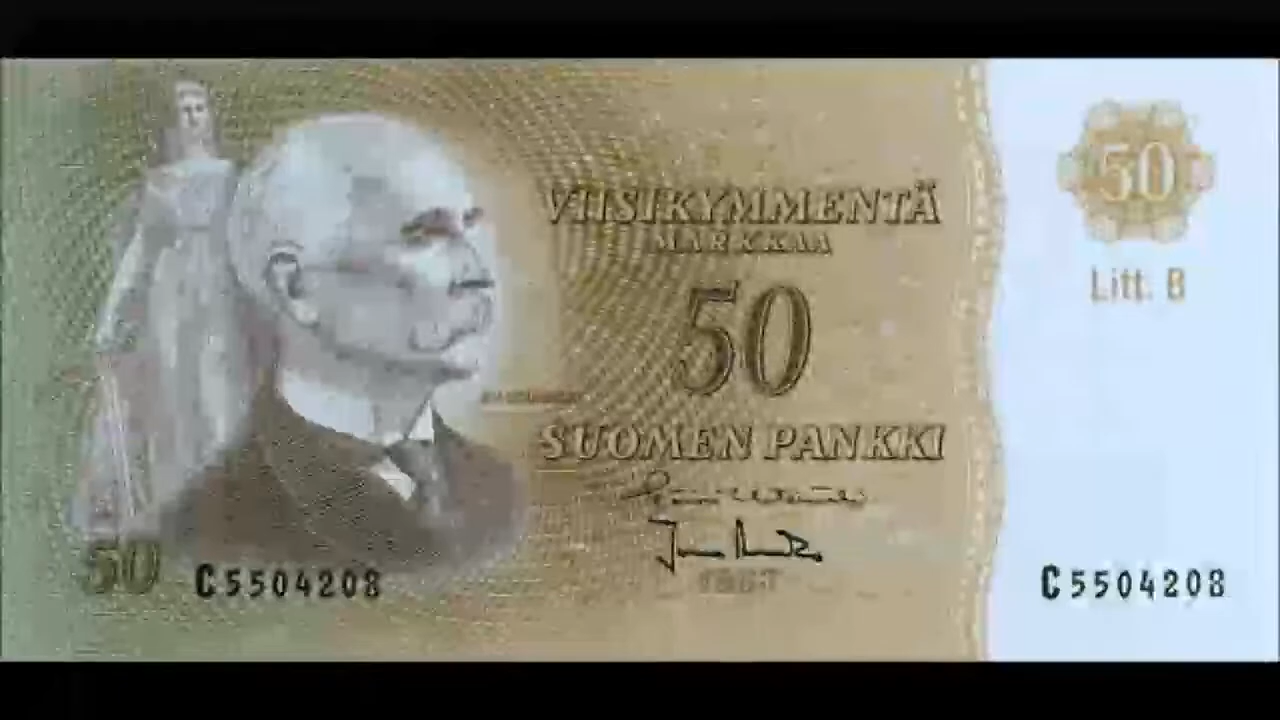 VIISIKYMMENTÄ
MARKKAA
50
SUOMEN PANKKI
50
C5504208
50
Litt. B
C5504208